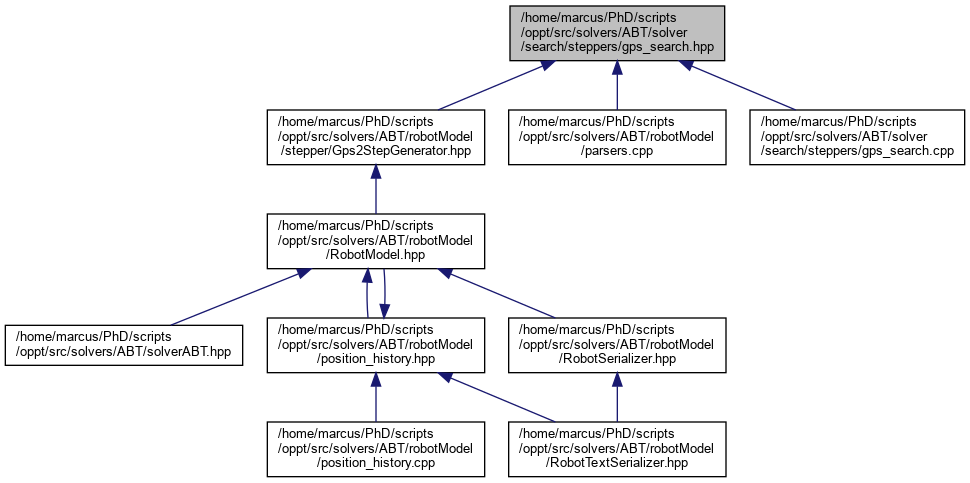 /home/marcus/PhD/scripts
/oppt/src/solvers/ABT/solver
/search/steppers/gps_search.hpp
/home/marcus/PhD/scripts
/oppt/src/solvers/ABT/robotModel
/stepper/Gps2StepGenerator.hpp
/home/marcus/PhD/scripts
/oppt/src/solvers/ABT/robotModel
/parsers.cpp
/home/marcus/PhD/scripts
/oppt/src/solvers/ABT/solver
/search/steppers/gps_search.cpp
/home/marcus/PhD/scripts
/oppt/src/solvers/ABT/robotModel
/RobotModel.hpp
/home/marcus/PhD/scripts
/oppt/src/solvers/ABT/solverABT.hpp
/home/marcus/PhD/scripts
/oppt/src/solvers/ABT/robotModel
/position_history.hpp
/home/marcus/PhD/scripts
/oppt/src/solvers/ABT/robotModel
/RobotSerializer.hpp
/home/marcus/PhD/scripts
/oppt/src/solvers/ABT/robotModel
/position_history.cpp
/home/marcus/PhD/scripts
/oppt/src/solvers/ABT/robotModel
/RobotTextSerializer.hpp